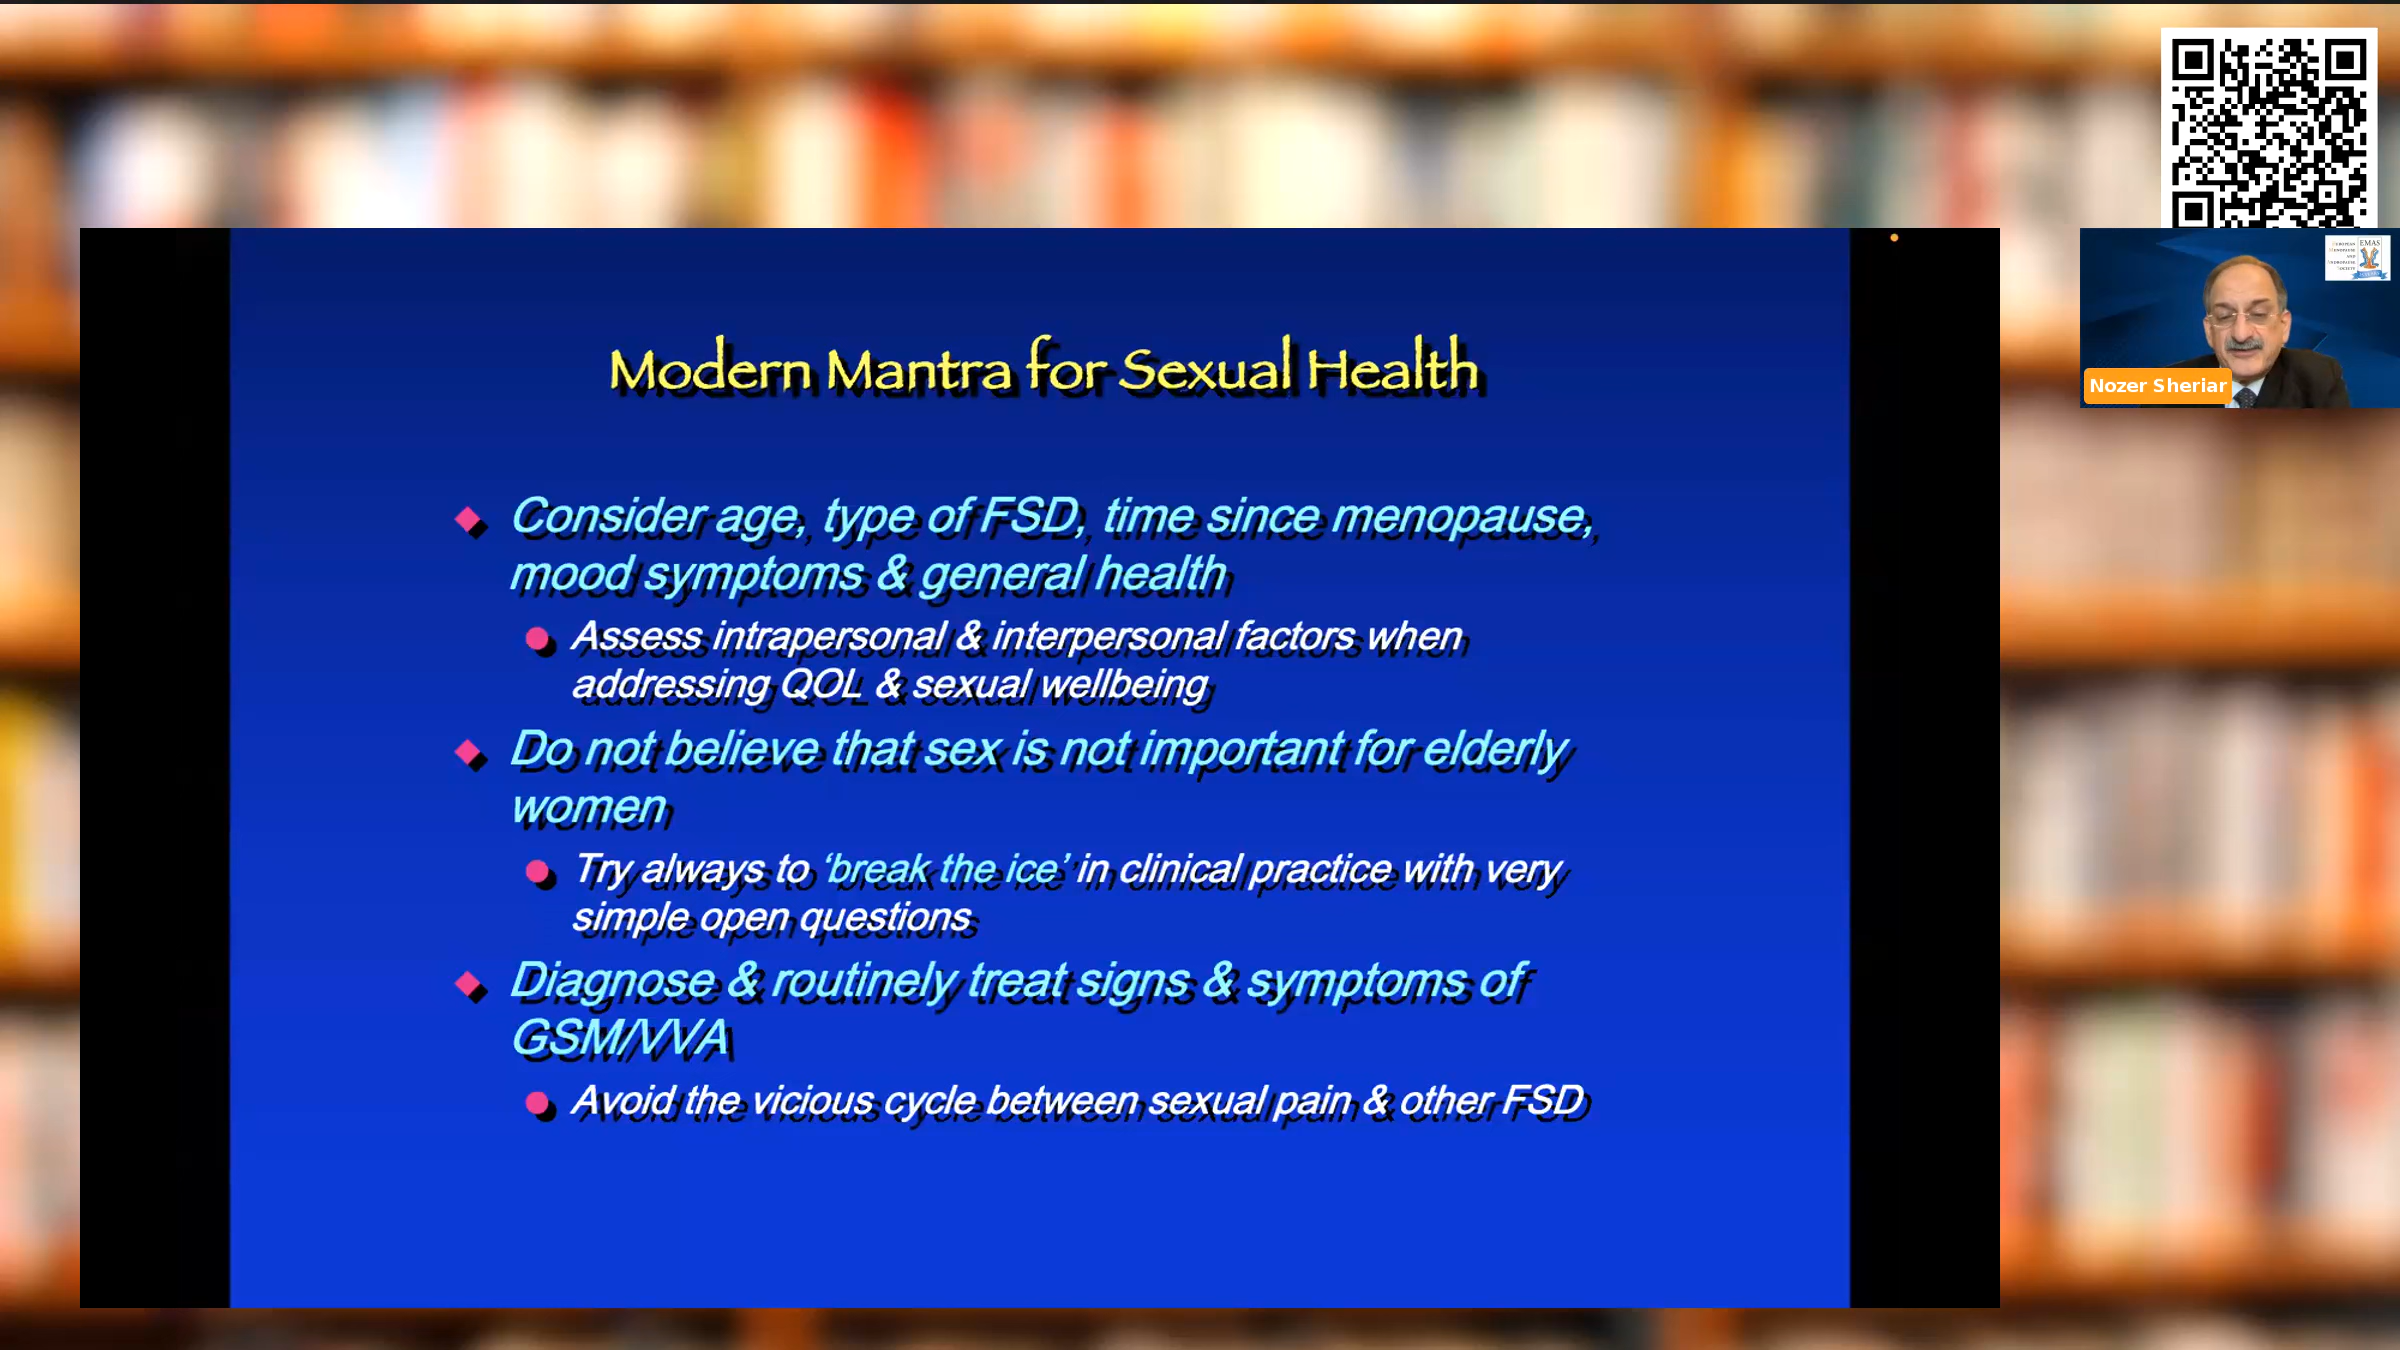 Modern Mantra for Sexual Health
Consider age, type of FSD, time since menopause,
mood symptoms & general health
Assess intrapersonal & interpersonal factors when
addressing QOL & sexual wellbeing
Do not believe that sex is not important for elderly
women
Try always to ‘break the ice’ in clinical practice with very
simple open questions
Diagnose & routinely treat signs & symptoms of
GSM/VVA
Avoid the vicious cycle between sexual pain & other FSD
EMAS
Nozer Sheriar